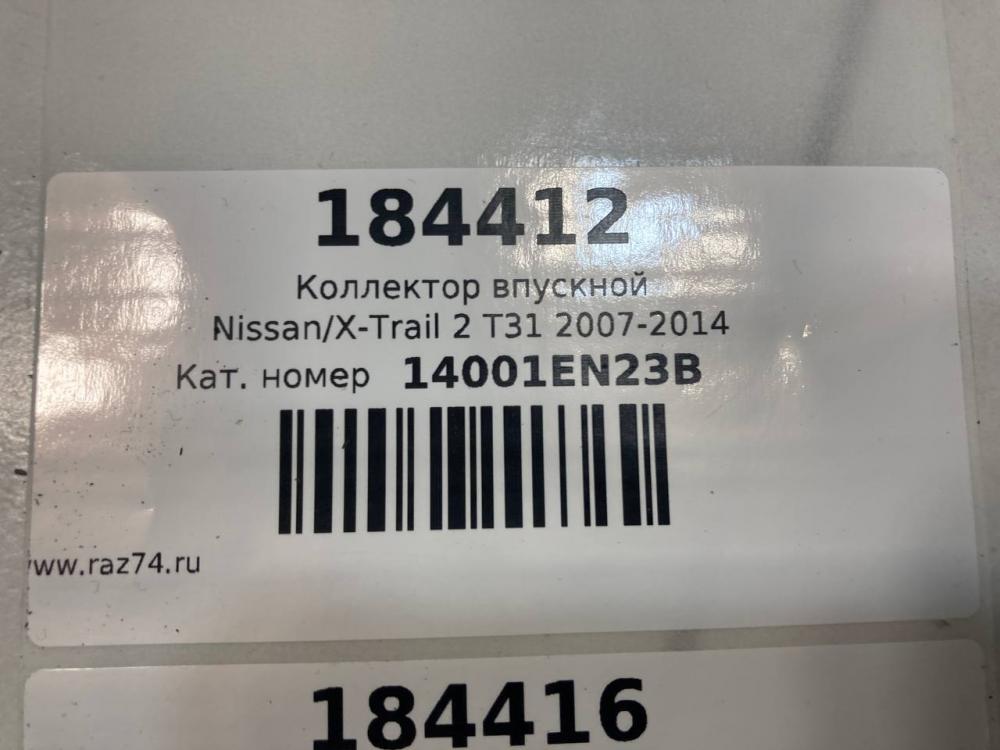 184412
Коллектор впускной
Nissan/X-Trail 2 T31 2007-2014
Кат. номер 14001EN23B
www.raz74.ru
184416